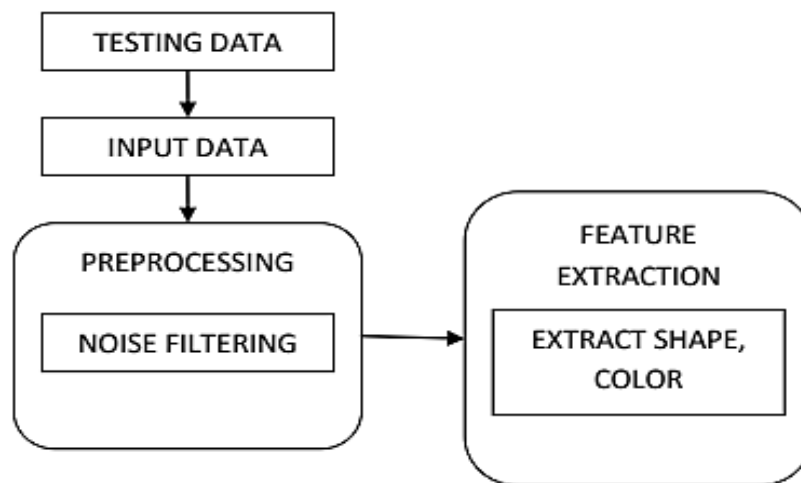 TESTING DATA
INPUT DATA
PREPROCESSING
NOISE FILTERING
FEATURE
EXTRACTION
EXTRACT SHAPE,
COLOR